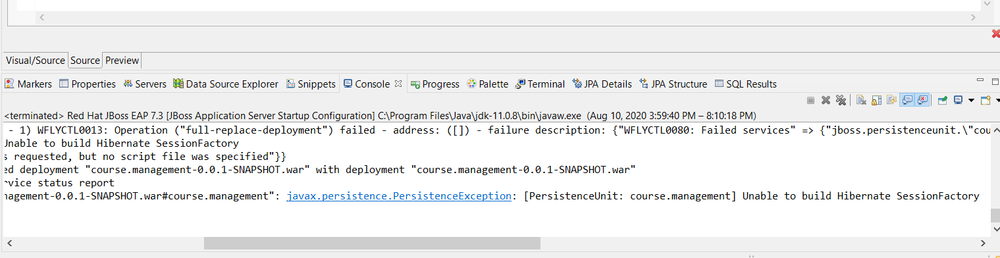 Visual/Source Source Preview
Markers Properties Servers Data Source Explorer Snippets Console Progress Palette Terminal JPA Details JPA Structure SQL Results
<terminated> Red Hat JBoss EAP 7.3 [JBoss Application Server Startup Configuration] C:\Program Files\Java\jdk-11.0.8\bin\javaw.exe (Aug 10, 2020 3:59:40 PM – 8:10:18 PM)
- 1) WFLYCTL0013: Operation ("full-replace-deployment") failed - address: ([]) - failure description: {"WFLYCTL0080: Failed services" => {"jboss.persistenceunit.\"cou
Unable to build Hibernate SessionFactory
s requested, but no script file was specified"}}
ed deployment "course.management-0.0.1-SNAPSHOT.war" with deployment "course.management-0.0.1-SNAPSHOT.war"
rvice status report
nagement-0.0.1-SNAPSHOT.war#course.management": javax.persistence.PersistenceException: [PersistenceUnit: course.management] Unable to build Hibernate SessionFactory